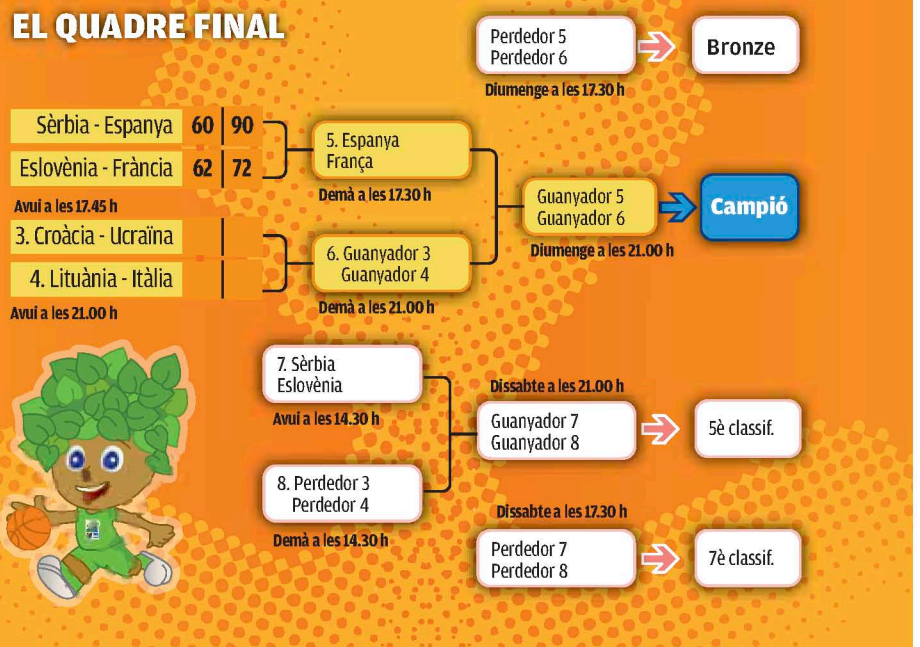 EL QUADRE FINAL
Perdedor 5
Perdedor 6
Bronze
Diumenge a les 17.30 h
Sèrbia - Espanya 60 90
Eslovènia - Frància 62 72
Avui a les 17.45 h
3. Croàcia - Ucraïna
4. Lituània - Itàlia
Avui a les 21.00 h
5. Espanya
França
Demà a les 17.30 h
6. Guanyador 3
Guanyador 4
Demà a les 21.00 h
Guanyador 5
Guanyador 6
Diumenge a les 21.00 h
Campió
7. Sèrbia
Eslovènia
Avui a les 14.30 h
8. Perdedor 3
Perdedor 4
Demà a les 14.30 h
Dissabte a les 21.00 h
Guanyador 7
Guanyador 8
5è classif.
Dissabte a les 17.30 h
Perdedor 7
Perdedor 8
7è classif.